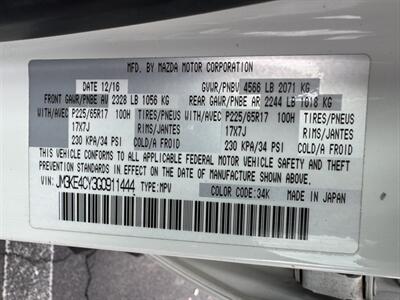 MFD. BY MAZDA MOTOR CORPORATION
DATE 12/16 GVWR/PNBV 4566 LB 2071 KG
FRONT GAWR/PNBE AV 2328 LB 1056 KG REAR GAWR/PNBE AR 2244 LB 1018 KG
WITH/AVEC P225/65R17 100H TIRES/PNEUS WITH/AVEC P225/65R17 100H TIRES/PNEUS
17X7J RIMS/JANTES 17X7J RIMS/JANTES
230 KPA/34 PSI COLD/A FROID 230 KPA/34 PSI COLD/A FROID
THIS VEHICLE CONFORMS TO ALL APPLICABLE FEDERAL MOTOR VEHICLE SAFETY AND THEFT
PREVENTION STANDARDS IN EFFECT ON THE DATE OF MANUFACTURE SHOWN ABOVE.
VIN: JM3KE4CY3G0911444 TYPE:MPV COLOR CODE:34K MADE IN JAPAN